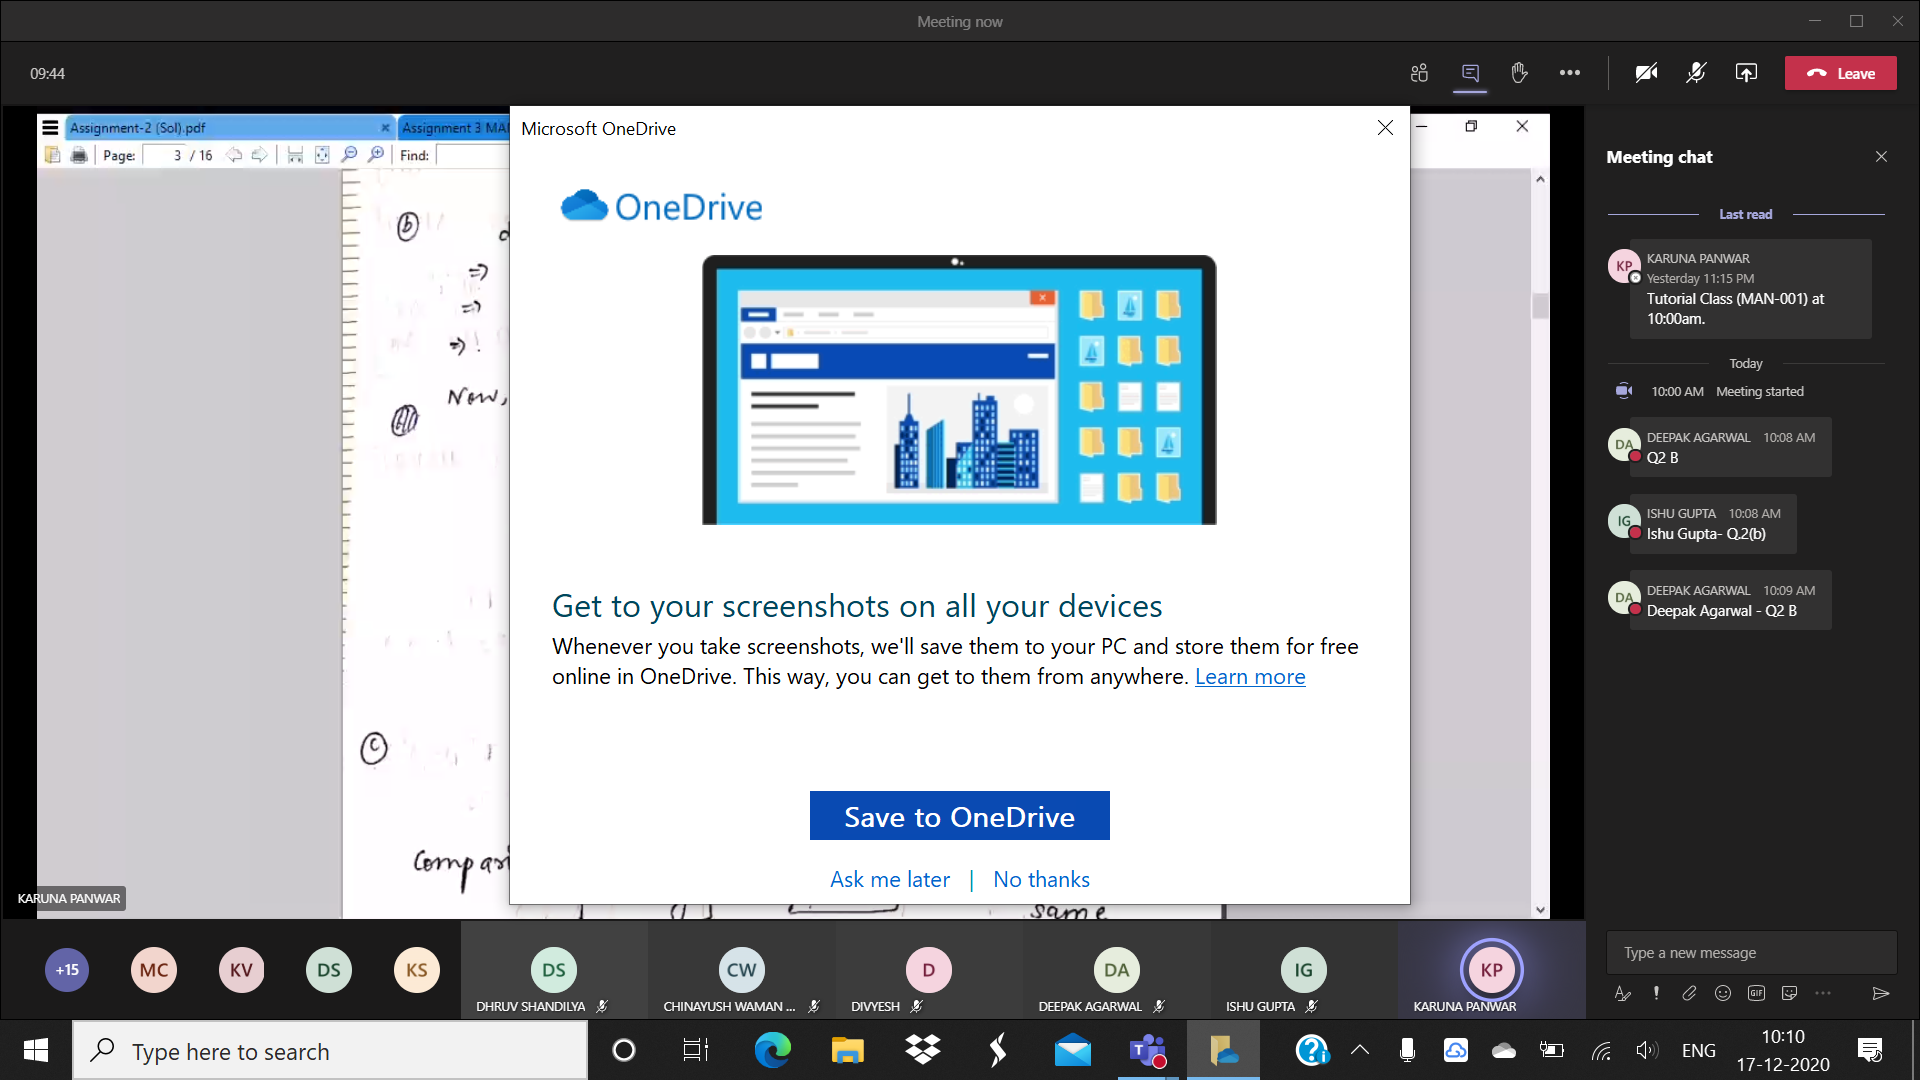 Meeting now
09:44
Leave
Assignment-2 (Sol).pdf
Assignment 3 MA
Page: 3 / 16
Find:
b
Now,
c
KARUNA PANWAR
same
Microsoft OneDrive
OneDrive
Get to your screenshots on all your devices
Whenever you take screenshots, we'll save them to your PC and store them for free
online in OneDrive. This way, you can get to them from anywhere. Learn more
Save to OneDrive
Ask me later | No thanks
Meeting chat
Last read
KP
KARUNA PANWAR
Yesterday 11:15 PM
Tutorial Class (MAN-001) at
10:00am.
Today
10:00 AM Meeting started
DA
DEEPAK AGARWAL 10:08 AM
Q2 B
IG
ISHU GUPTA 10:08 AM
Ishu Gupta- Q.2(b)
DA
DEEPAK AGARWAL 10:09 AM
Deepak Agarwal - Q2 B
Type a new message
GIF
+15 MC KV DS KS DS CW D DA IG KP
DHRUV SHANDILYA CHINAYUSH WAMAN ... DIVYESH DEEPAK AGARWAL ISHU GUPTA KARUNA PANWAR
Type here to search
ENG
10:10
17-12-2020